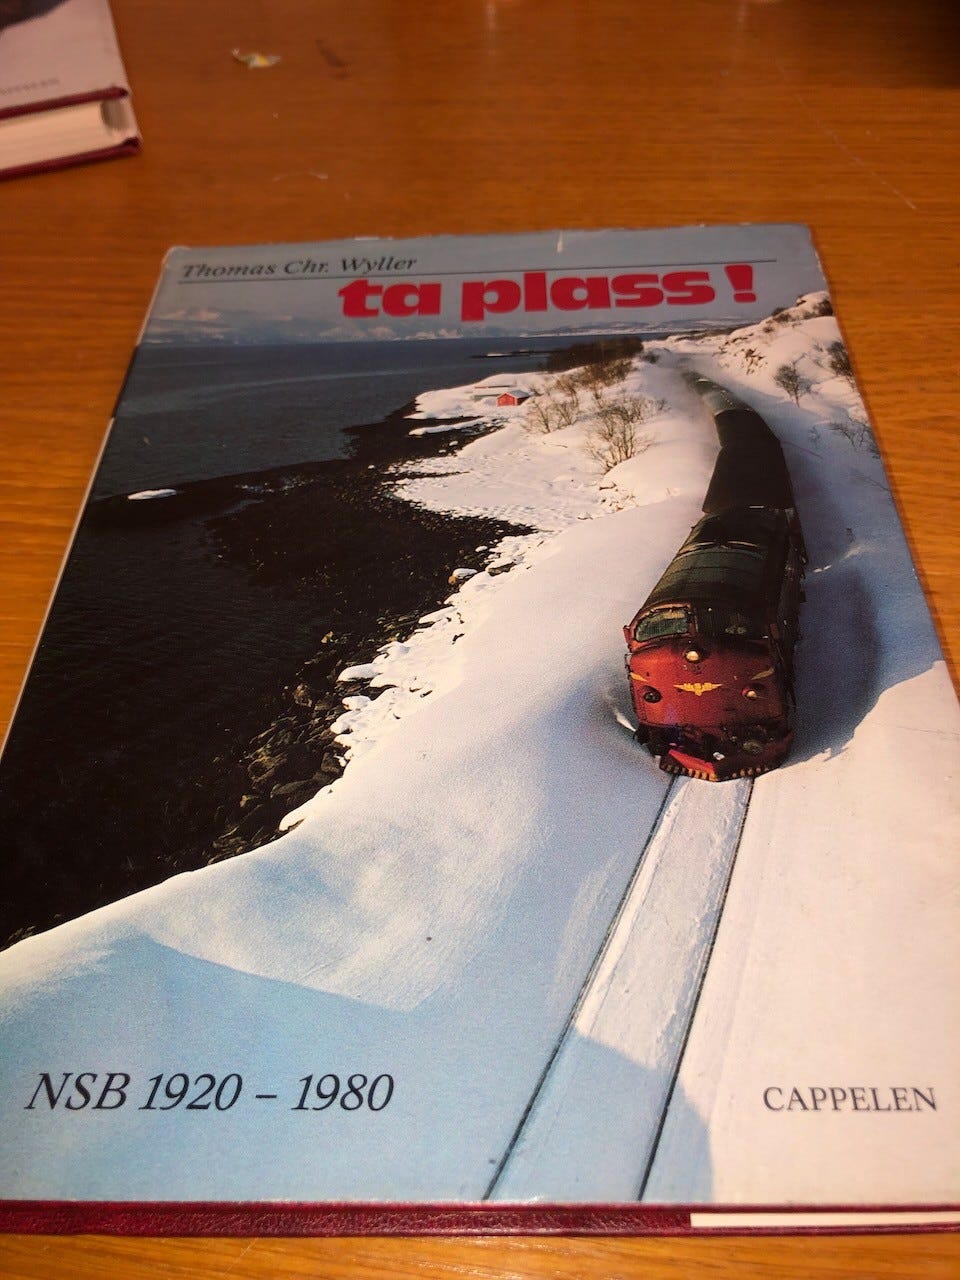 Thomas Chr. Wyller
ta plass!
NSB 1920 – 1980
CAPPELEN